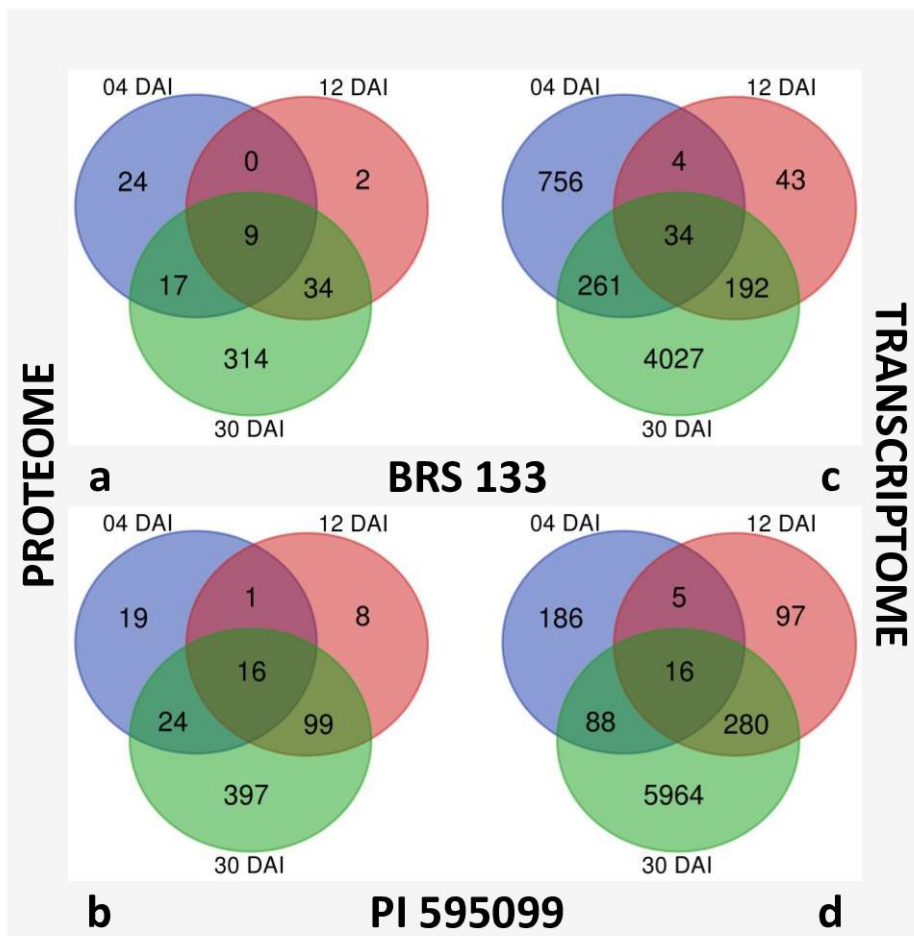 04 DAI 12 DAI 04 DAI 12 DAI
24 0 2 756 4 43
9 34
17 34 261 192
314 4027
30 DAI 30 DAI
PROTEOME
TRANSCRIPTOME
a BRS 133 c
04 DAI 12 DAI 04 DAI 12 DAI
19 1 8 186 5 97
16 16
24 99 88 280
397 5964
30 DAI 30 DAI
b PI 595099 d